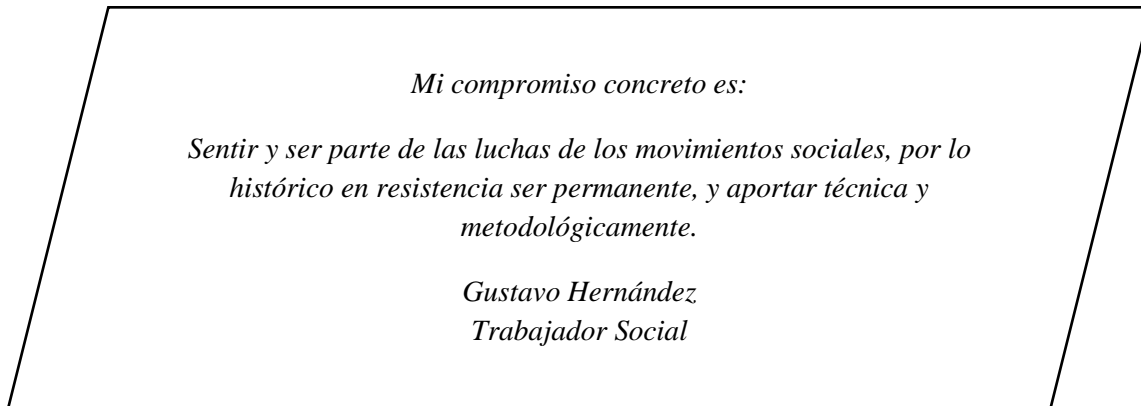 Mi compromiso concreto es:
Sentir y ser parte de las luchas de los movimientos sociales, por lo
histórico en resistencia ser permanente, y aportar técnica y
metodológicamente.
Gustavo Hernández
Trabajador Social